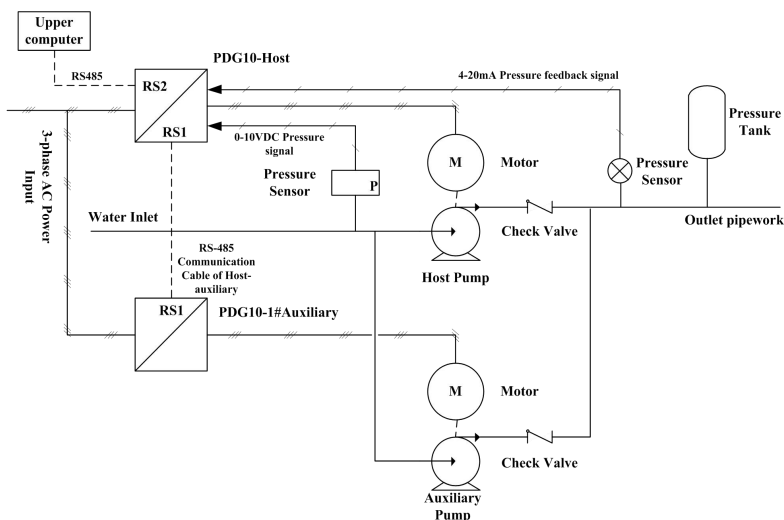 Upper
computer
RS485
PDG10-Host
RS2
RS1
4-20mA Pressure feedback signal
0-10VDC Pressure
signal
Pressure
Tank
M
Motor
Pressure
Sensor
P
Pressure
Sensor
3-phase AC Power
Input
Water Inlet
Check Valve
Outlet pipework
Host Pump
RS-485
Communication
Cable of Host-
auxiliary
RS1
PDG10-1#Auxiliary
M
Motor
Check Valve
Auxiliary
Pump